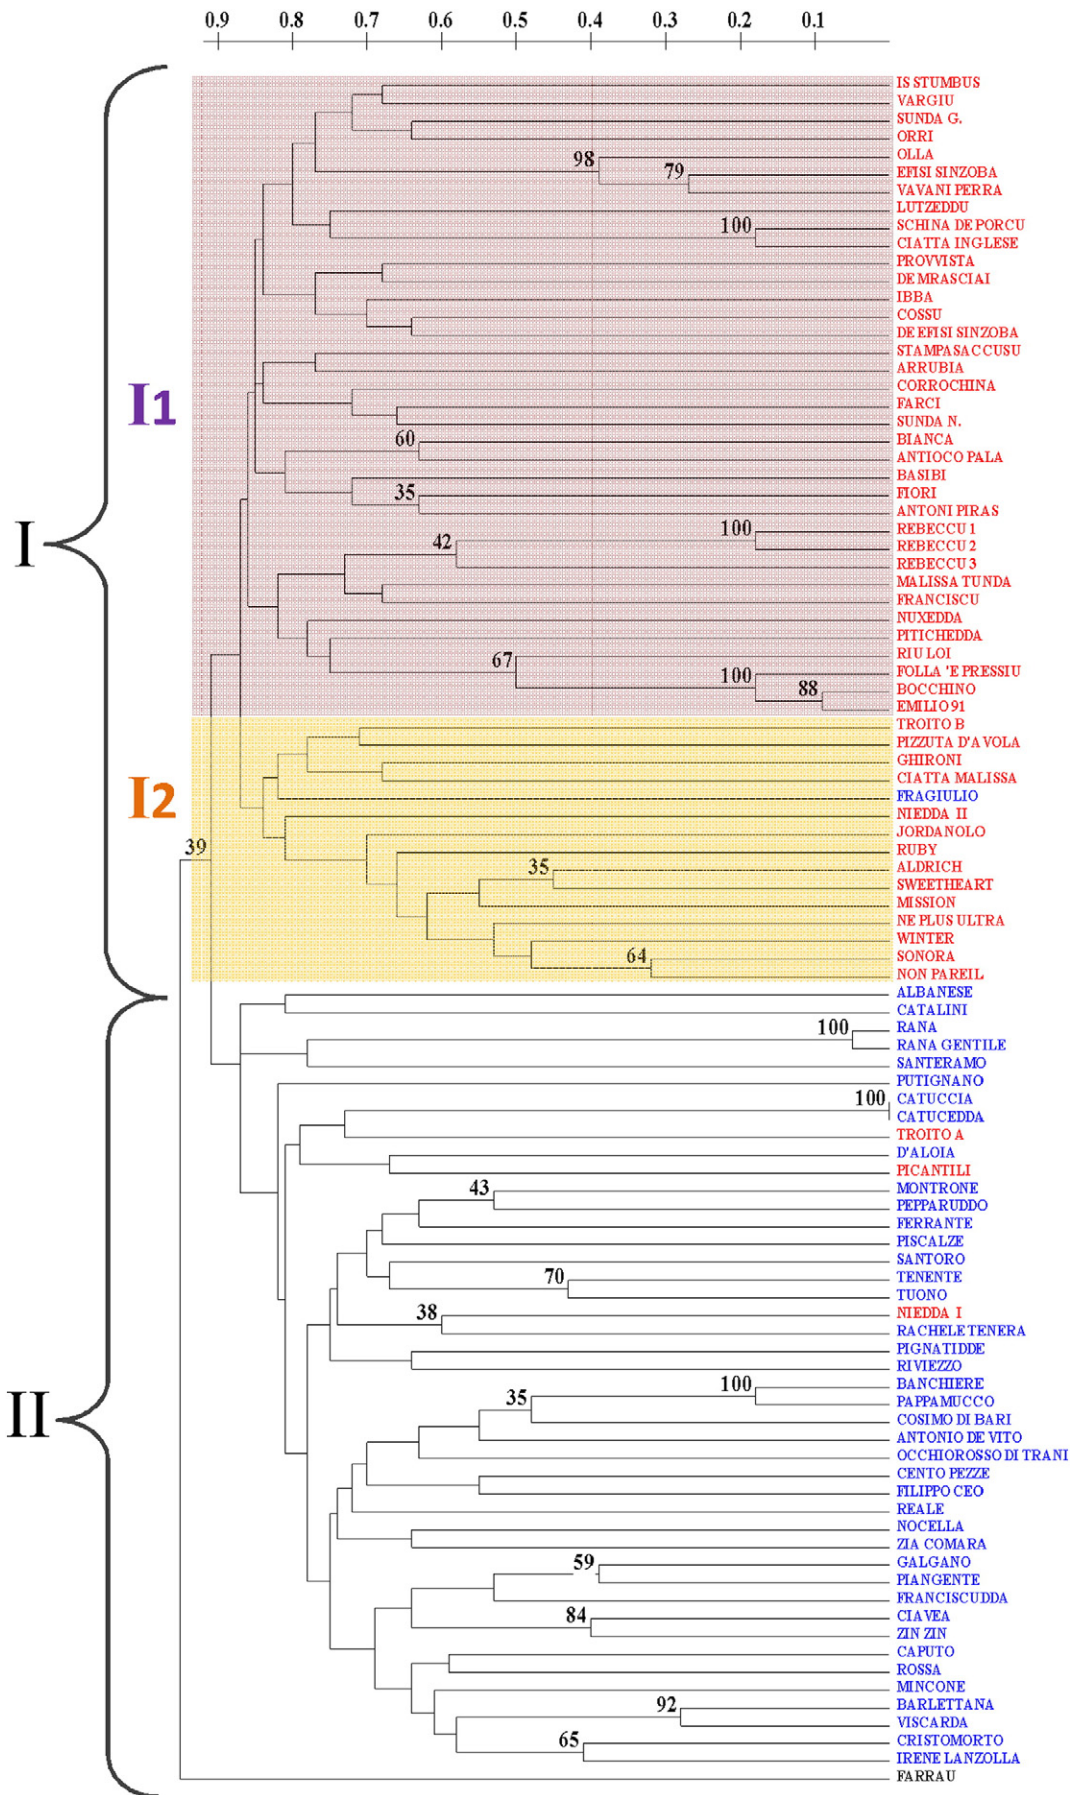 0.9 0.8 0.7 0.6 0.5 0.4 0.3 0.2 0.1
IS STUMBUS
VARGIU
SUNDA G.
ORRI
98 OLLA
79 EFISI SINZOBA
VAVANI PERRA
LUTZEDDU
100 SCHINA DE PORCU
CIATTA INGLESE
PROVVISTA
DE MRASCIAI
IBBA
COSSU
DE EFISI SINZOBA
STAMPASACCUSU
ARRUBIA
CORROCHINA
I1
FARCI
SUNDA N.
60 BIANCA
ANTIOCO PALA
BASIBI
35 FIORI
ANTONI PIRAS
100 REBECCU 1
I
42 REBECCU 2
REBECCU 3
MALISSA TUNDA
FRANCISCU
NUXEDDA
PITICHEDDA
67 RIU LOI
100 FOLLA 'E PRESSIU
88 BOCCHINO
EMILIO 91
TROITO B
PIZZUTA D'AVOLA
GHIRONI
CIATTA MALISSA
I2
FRAGIULIO
NIEDDA II
JORDANOLO
39 RUBY
35 ALDRICH
SWEETHEART
MISSION
NE PLUS ULTRA
WINTER
64 SONORA
NON PAREIL
ALBANESE
CATALINI
100 RANA
RANA GENTILE
SANTERAMO
PUTIGNANO
100 CATUCCIA
CATUCEDDA
TROITO A
D'ALOIA
PICANTILI
43 MONTRONE
PEPPARUDDO
FERRANTE
PISCALZE
SANTORO
70 TENENTE
TUONO
38 NIEDDA I
RACHELE TENERA
PIGNATIDDE
RIVIEZZO
100 BANCHIERE
35 PAPPAMUCCO
II
COSIMO DI BARI
ANTONIO DE VITO
OCCHIOROSSO DI TRANI
CENTO PEZZE
FILIPPO CEO
REALE
NOCELLA
ZIA COMARA
59 GALGANO
PIANGENTE
FRANCISCUDDA
84 CIAVEA
ZIN ZIN
CAPUTO
ROSSA
MINCONE
92 BARLETTANA
VISCARDA
65 CRISTOMORTO
IRENE LANZOLLA
FARRAU